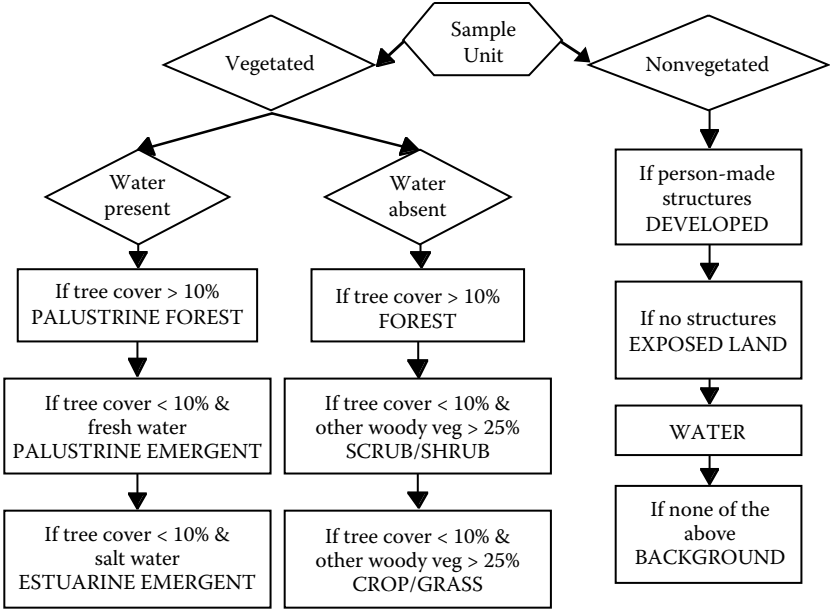 Sample
Unit
Vegetated
Nonvegetated
Water
present
Water
absent
If person-made
structures
DEVELOPED
If tree cover > 10%
PALUSTRINE FOREST
If tree cover > 10%
FOREST
If no structures
EXPOSED LAND
If tree cover < 10% &
fresh water
PALUSTRINE EMERGENT
If tree cover < 10% &
other woody veg > 25%
SCRUB/SHRUB
WATER
If tree cover < 10% &
salt water
ESTUARINE EMERGENT
If tree cover < 10% &
other woody veg > 25%
CROP/GRASS
If none of the
above
BACKGROUND